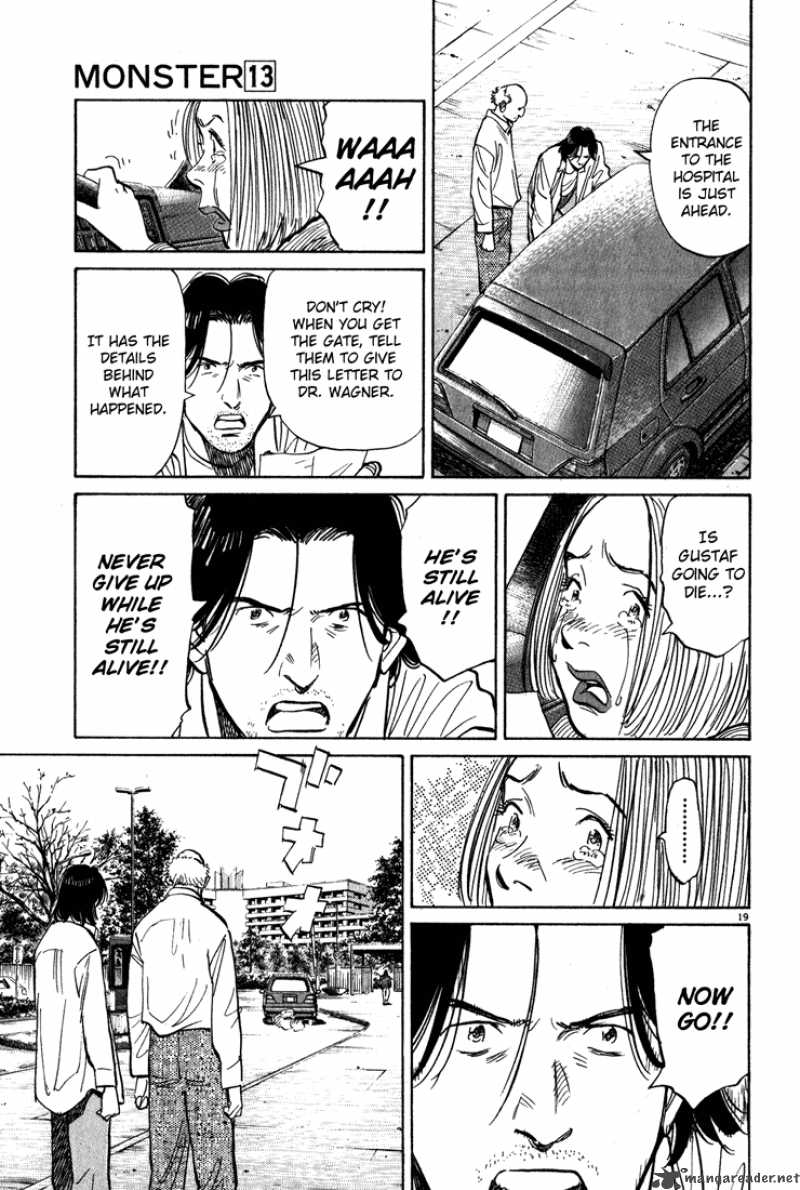 MONSTER 13
THE
ENTRANCE
TO THE
HOSPITAL
IS JUST
AHEAD.
WAAA
AAAH
!!
DON'T CRY!
WHEN YOU GET
THE GATE, TELL
THEM TO GIVE
THIS LETTER TO
DR. WAGNER.
IT HAS THE
DETAILS
BEHIND
WHAT
HAPPENED.
IS
GUSTAF
GOING TO
DIE...?
HE'S
STILL
ALIVE
!!
NEVER
GIVE UP
WHILE
HE'S
STILL
ALIVE!!
.........
19
NOW
GO!!
ブオオ
mangareader.net